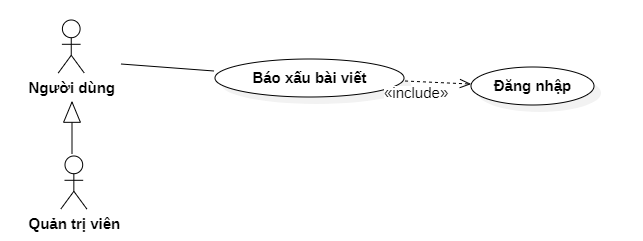 Báo xấu bài viết
Đăng nhập
«include»
Người dùng
Quản trị viên